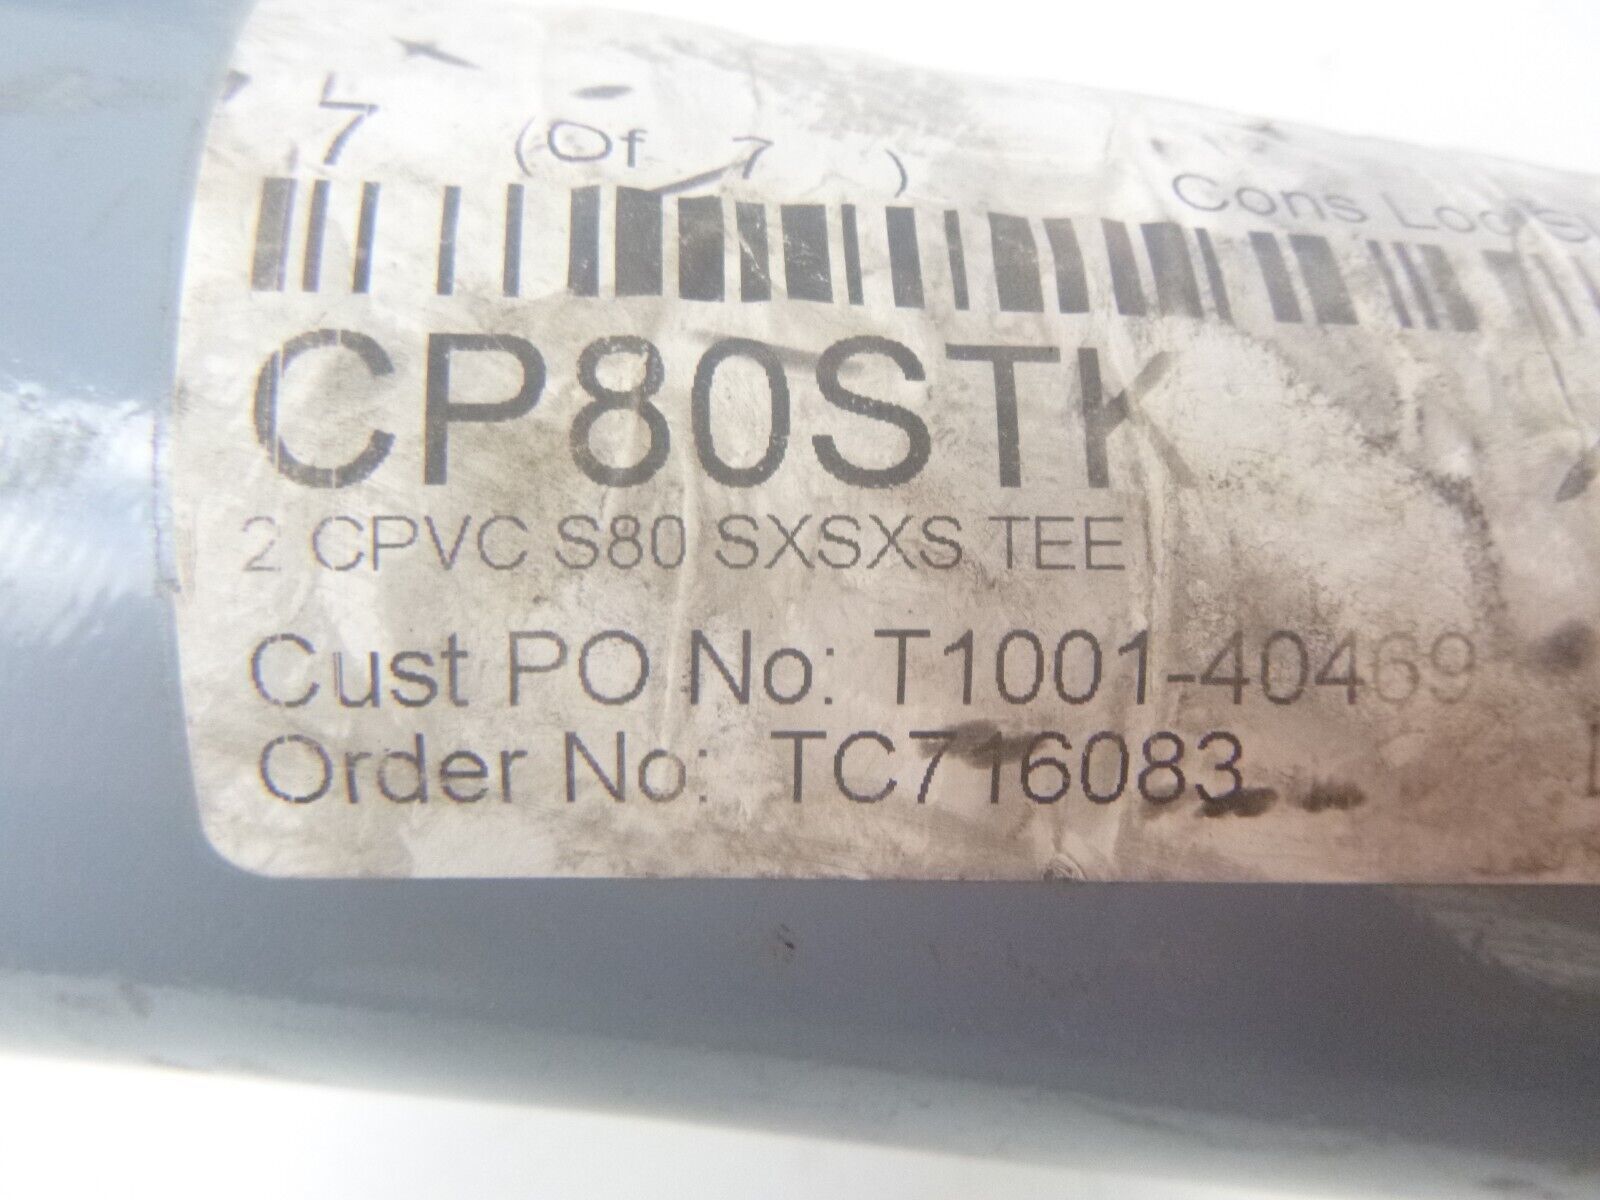 7 (Of 7 )
Cons
CP80STK
2 CPVC S80 SXSXS TEE
Cust PO No: T1001-40469
Order No: TC716083